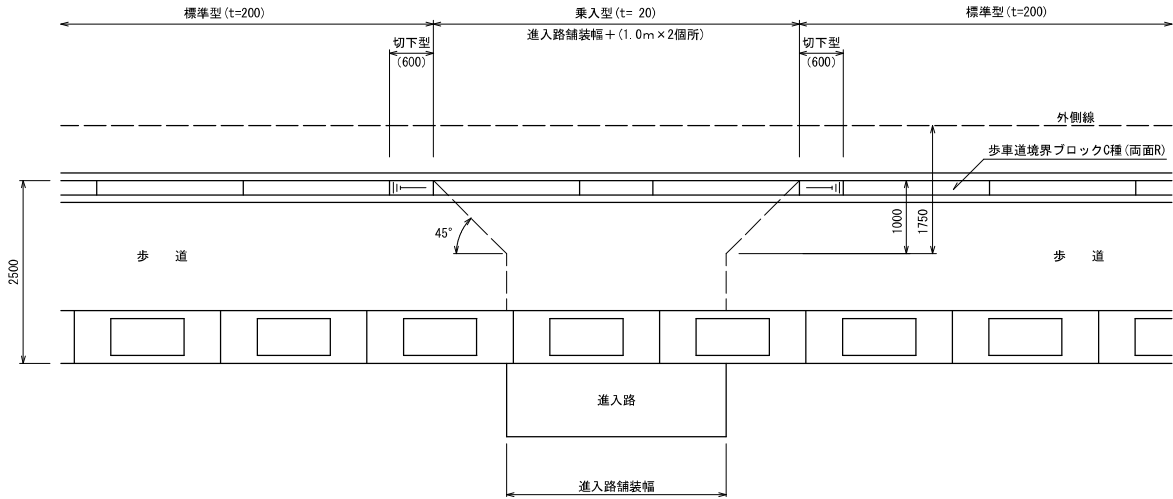 標準型(t=200)
乗入型(t= 20)
標準型(t=200)
進入路舗装幅＋(1.0m×2個所)
切下型
(600)
切下型
(600)
外側線
歩車道境界ブロックC種(両面R)
45°
1000
1750
2500
歩　道
歩　道
進入路
進入路舗装幅